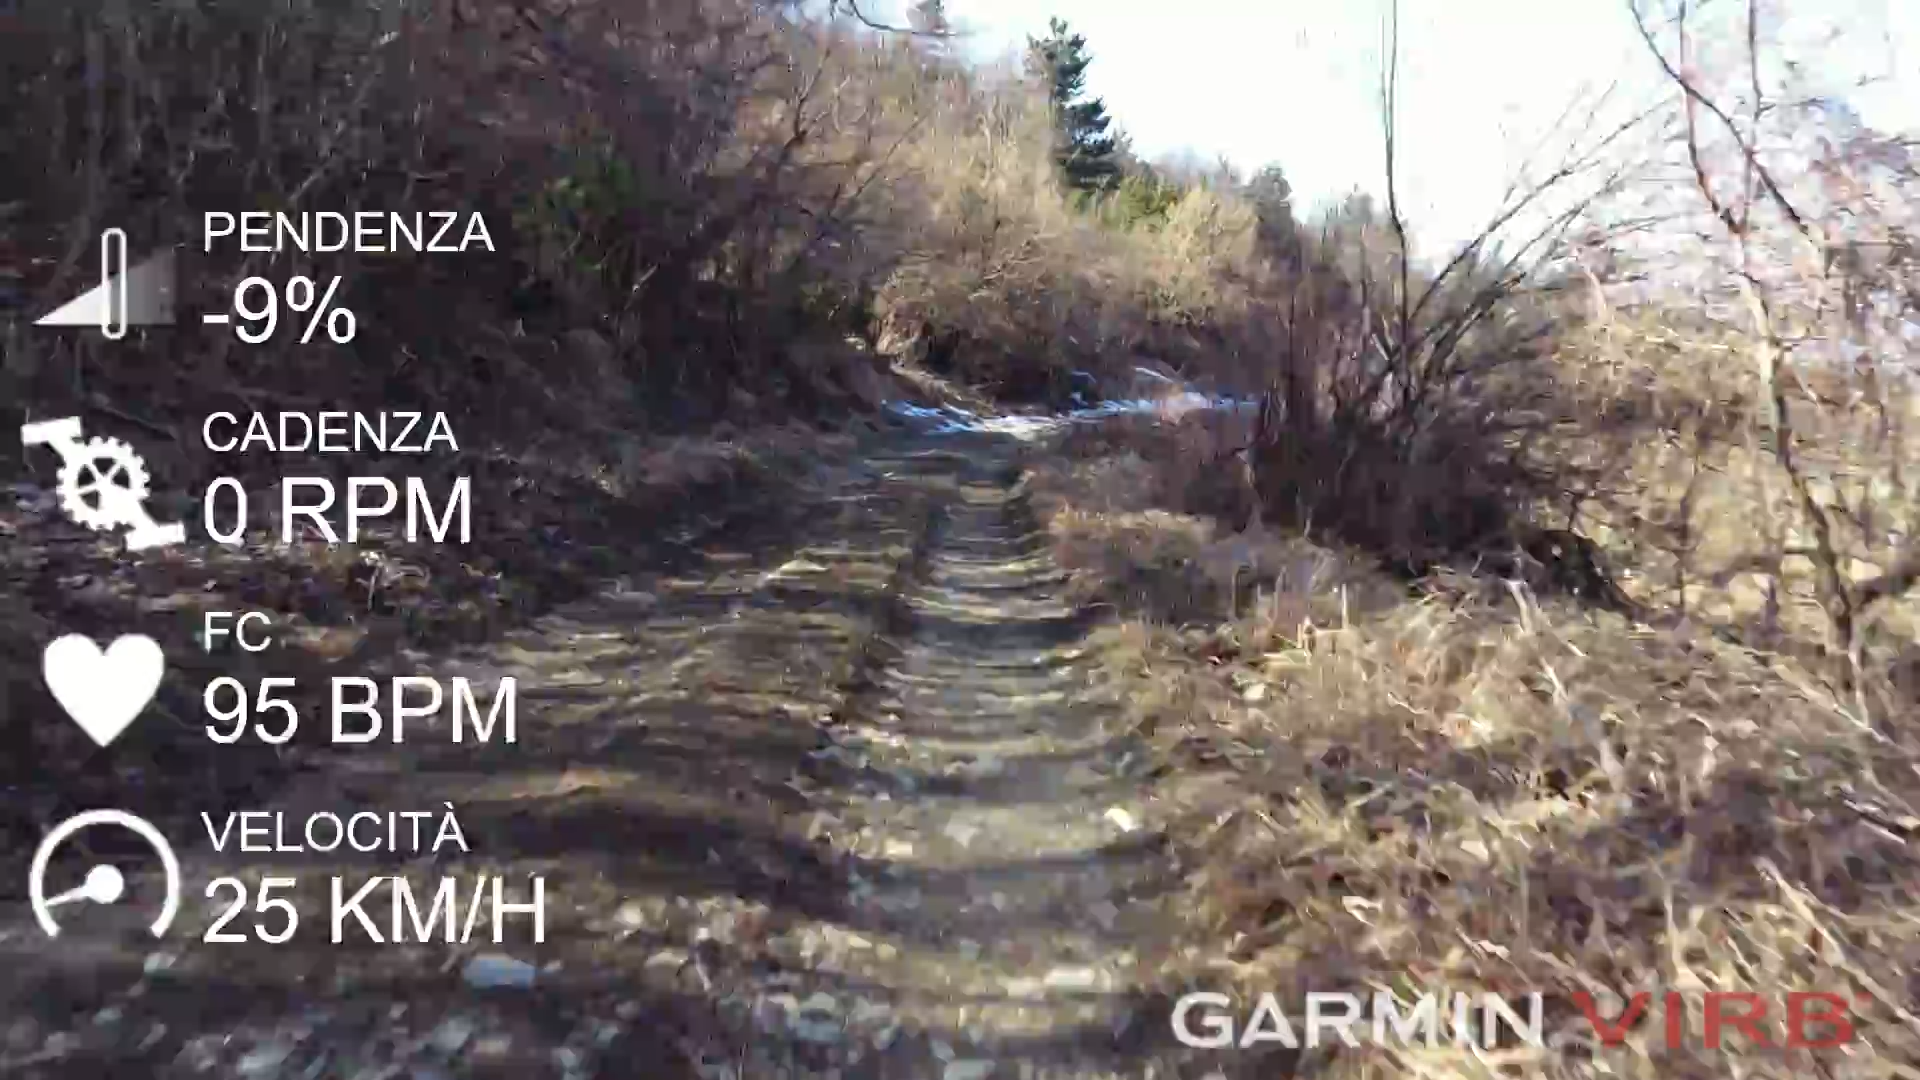 PENDENZA
-9%
CADENZA
0 RPM
FC
95 BPM
VELOCITÀ
25 KM/H
GARMIN VIRB